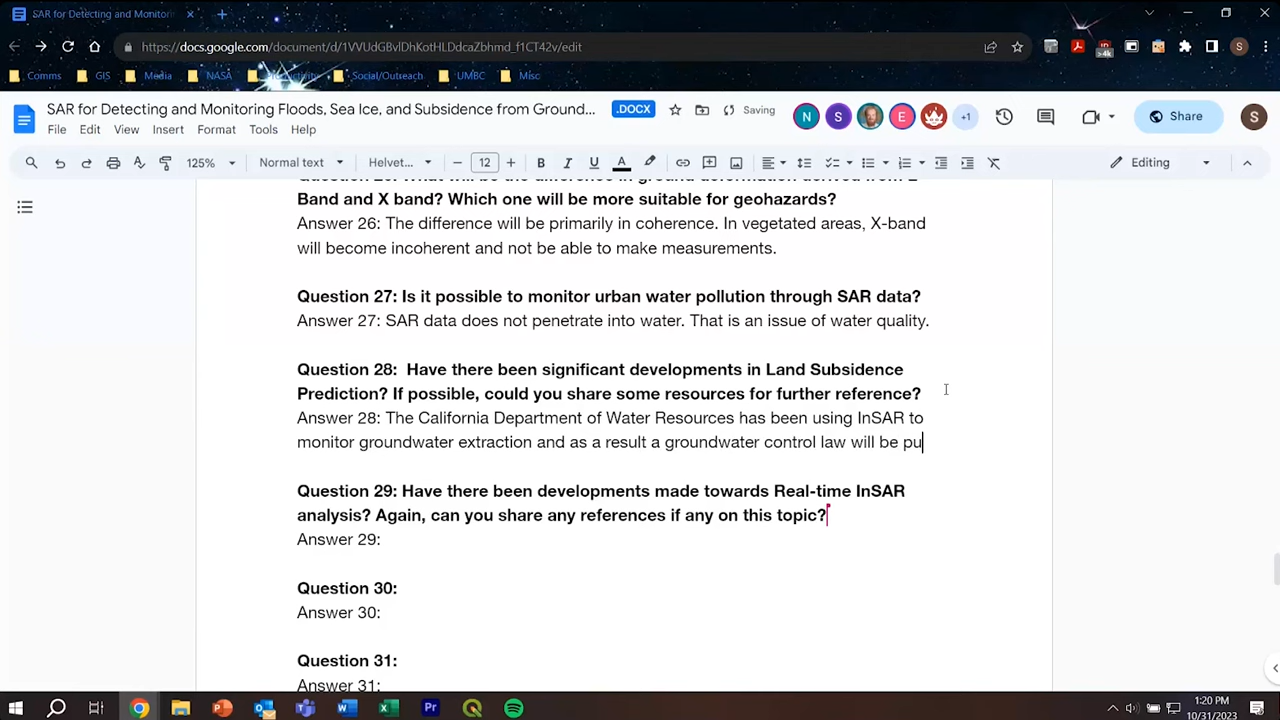 SAR for Detecting and Monitori
https://docs.google.com/document/d/1VVUdGBvlDhKotHLDdcaZbhmd_f1CT42v/edit
>4k
S
Comms
GIS
Media
NASA
Social/Outreach
UMBC
Misc
SAR for Detecting and Monitoring Floods, Sea Ice, and Subsidence from Ground...
.DOCX
Saving
N
S
E
+1
Share
S
File Edit View Insert Format Tools Help
125%
Normal text
Helvet...
12
B I U A
Editing
Band and X band? Which one will be more suitable for geohazards?
Answer 26: The difference will be primarily in coherence. In vegetated areas, X-band
will become incoherent and not be able to make measurements.
Question 27: Is it possible to monitor urban water pollution through SAR data?
Answer 27: SAR data does not penetrate into water. That is an issue of water quality.
Question 28: Have there been significant developments in Land Subsidence
Prediction? If possible, could you share some resources for further reference?
Answer 28: The California Department of Water Resources has been using InSAR to
monitor groundwater extraction and as a result a groundwater control law will be pu
Question 29: Have there been developments made towards Real-time InSAR
analysis? Again, can you share any references if any on this topic?
Answer 29:
Question 30:
Answer 30:
Question 31:
Answer 31:
1:20 PM
10/31/2023